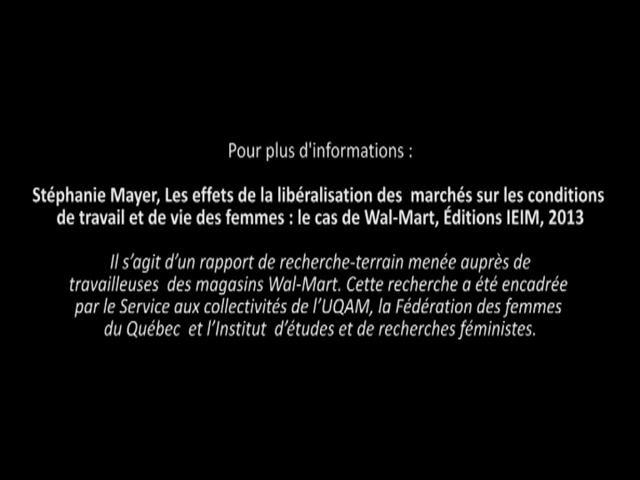 Pour plus d'informations :
Stéphanie Mayer, Les effets de la libéralisation des marchés sur les conditions
de travail et de vie des femmes : le cas de Wal-Mart, Éditions IEIM, 2013
Il s’agit d’un rapport de recherche-terrain menée auprès de
travailleuses des magasins Wal-Mart. Cette recherche a été encadrée
par le Service aux collectivités de l’UQAM, la Fédération des femmes
du Québec et l’Institut d’études et de recherches féministes.